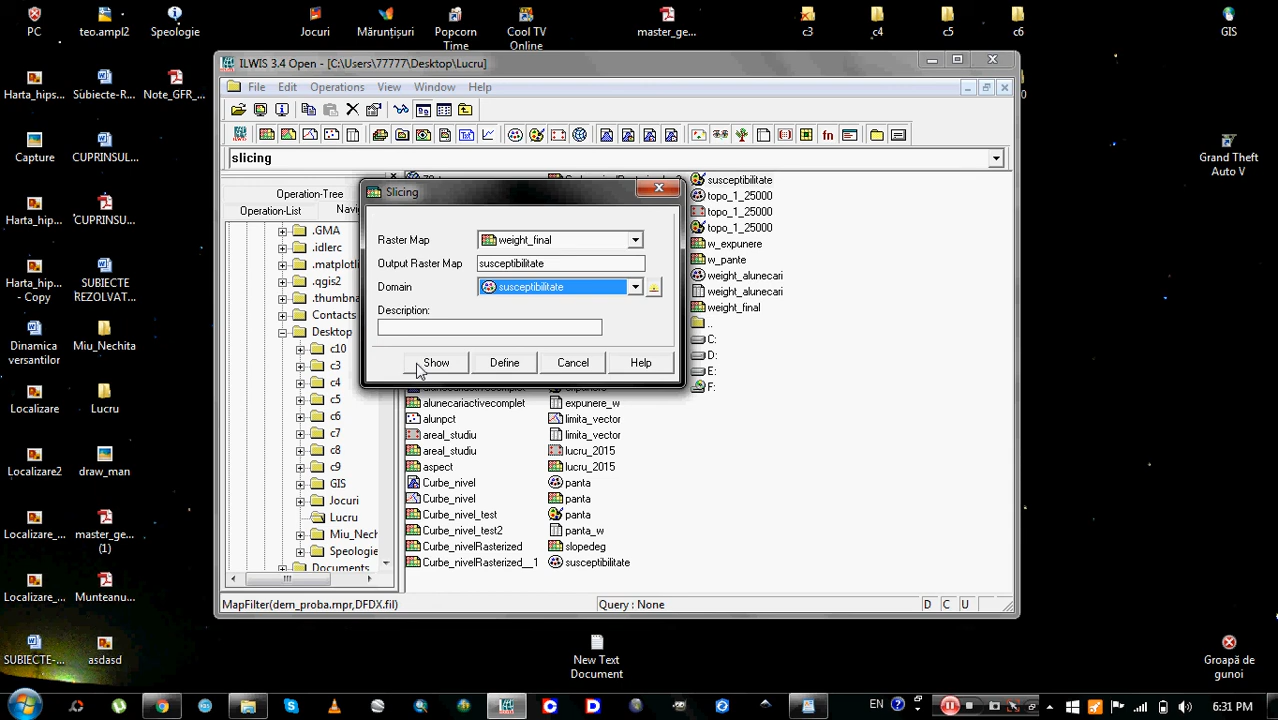 PC
teo.ampl2
Speologie
Jocuri
Mărunțișuri
Popcorn
Time
Cool TV
Online
master_ge...
c3
c4
c5
c6
GIS
Harta_hips...
Subiecte-R...
Note_GFR_...
Capture
CUPRINSUL...
Harta_hip...
CUPRINSU...
Harta_hip...
- Copy
SUBIECTE
REZOLVAT...
Dinamica
versantilor
Miu_Nechita
Localizare
Lucru
Localizare2
draw_man
Localizare_...
master_ge...
(1)
Localizare_...
Munteanu...
SUBIECTE-...
asdasd
Grand Theft
Auto V
Groapă de
gunoi
New Text
Document
ILWIS 3.4 Open - [C:\Users\77777\Desktop\Lucru]
File Edit Operations View Window Help
slicing
Operation-Tree
Operation-List
Navi
.GMA
.idlerc
.matplotli
.qgis2
.thumbna
Contacts
Desktop
c10
c3
c4
c5
c6
c7
c8
c9
GIS
Jocuri
Lucru
Miu_Nech
Speologie
Documents
Slicing
Raster Map
weight_final
Output Raster Map
susceptibilitate
Domain
susceptibilitate
Description:
Show
Define
Cancel
Help
alunecariactivecomplet
alunpct
areal_studiu
areal_studiu
aspect
Curbe_nivel
Curbe_nivel
Curbe_nivel_test
Curbe_nivel_test2
Curbe_nivelRasterized
Curbe_nivelRasterized__1
expunere_w
limita_vector
limita_vector
lucru_2015
lucru_2015
panta
panta
panta
panta_w
slopedeg
susceptibilitate
susceptibilitate
topo_1_25000
topo_1_25000
topo_1_25000
w_expunere
w_pante
weight_alunecari
weight_alunecari
weight_final
..
C:
D:
E:
F:
MapFilter(dem_proba.mpr,DFDX.fil)
Query : None
D C U
EN
6:31 PM